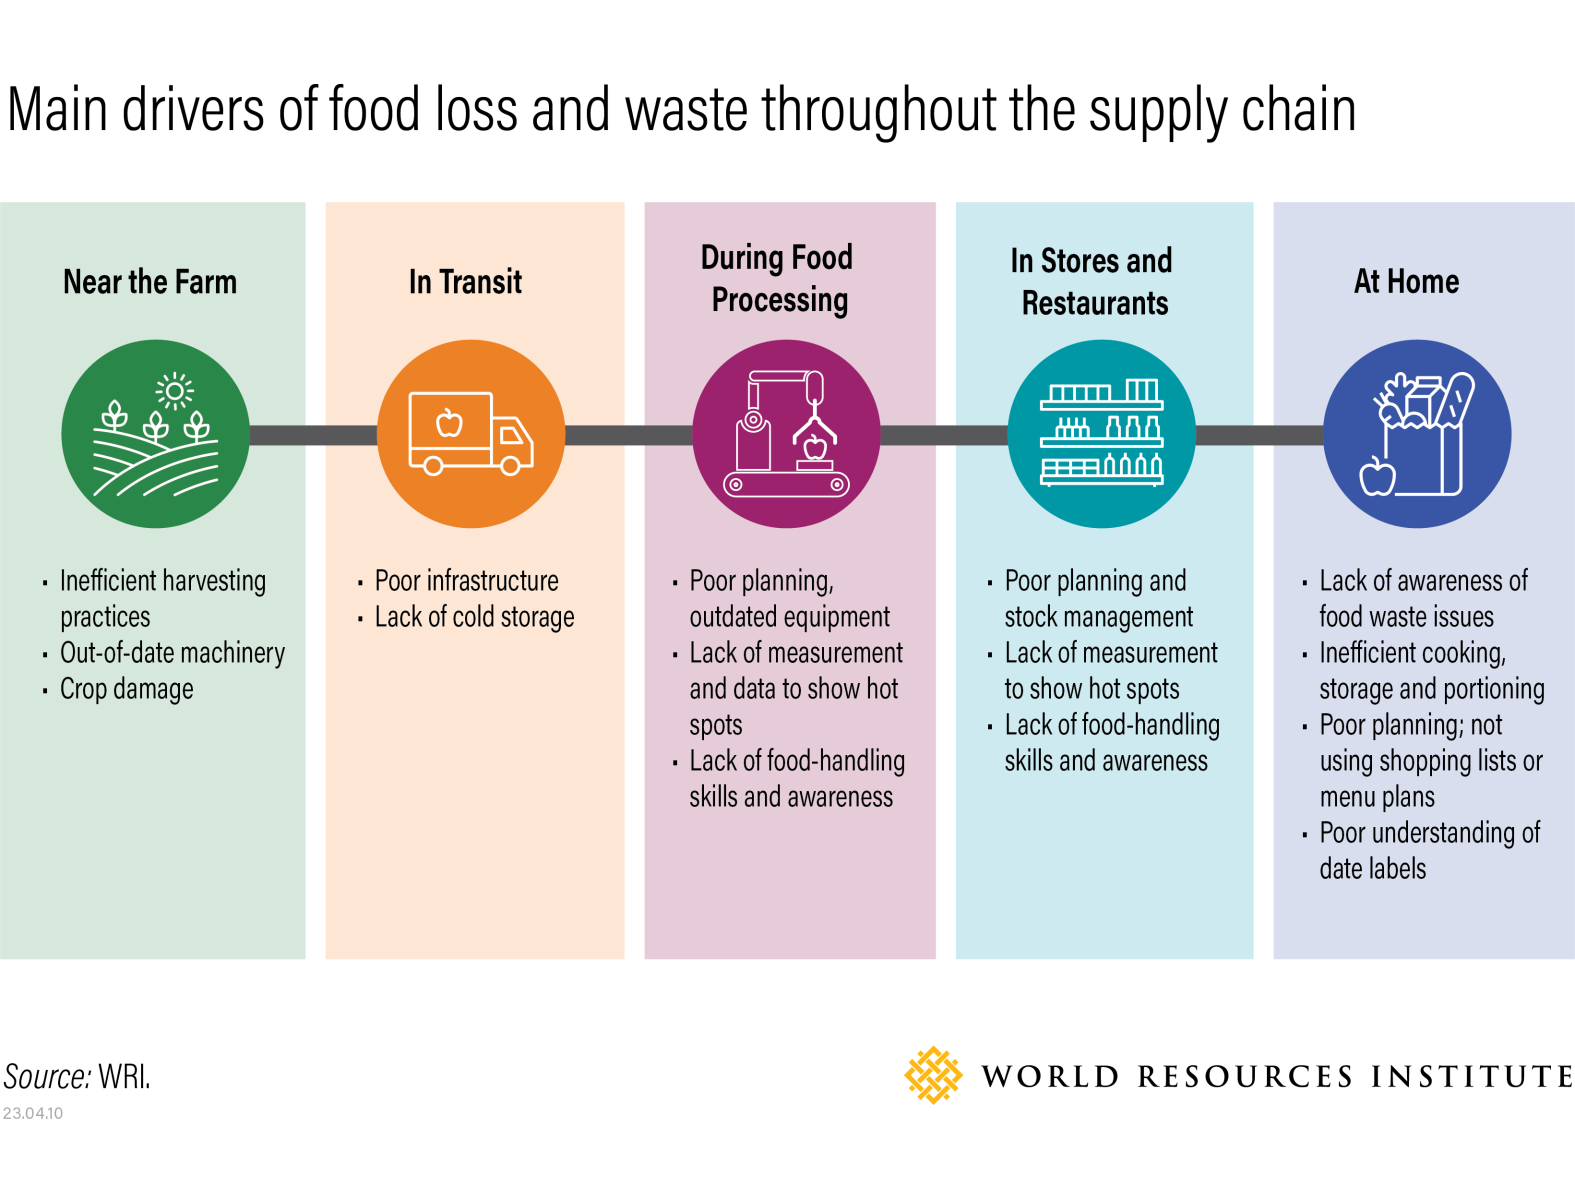 Main drivers of food loss and waste throughout the supply chain
Near the Farm
▪ Inefficient harvesting
practices
▪ Out-of-date machinery
▪ Crop damage
In Transit
▪ Poor infrastructure
▪ Lack of cold storage
During Food
Processing
▪ Poor planning,
outdated equipment
▪ Lack of measurement
and data to show hot
spots
▪ Lack of food-handling
skills and awareness
In Stores and
Restaurants
▪ Poor planning and
stock management
▪ Lack of measurement
to show hot spots
▪ Lack of food-handling
skills and awareness
At Home
▪ Lack of awareness of
food waste issues
▪ Inefficient cooking,
storage and portioning
▪ Poor planning; not
using shopping lists or
menu plans
▪ Poor understanding of
date labels
Source: WRI.
23.04.10
WORLD RESOURCES INSTITUTE